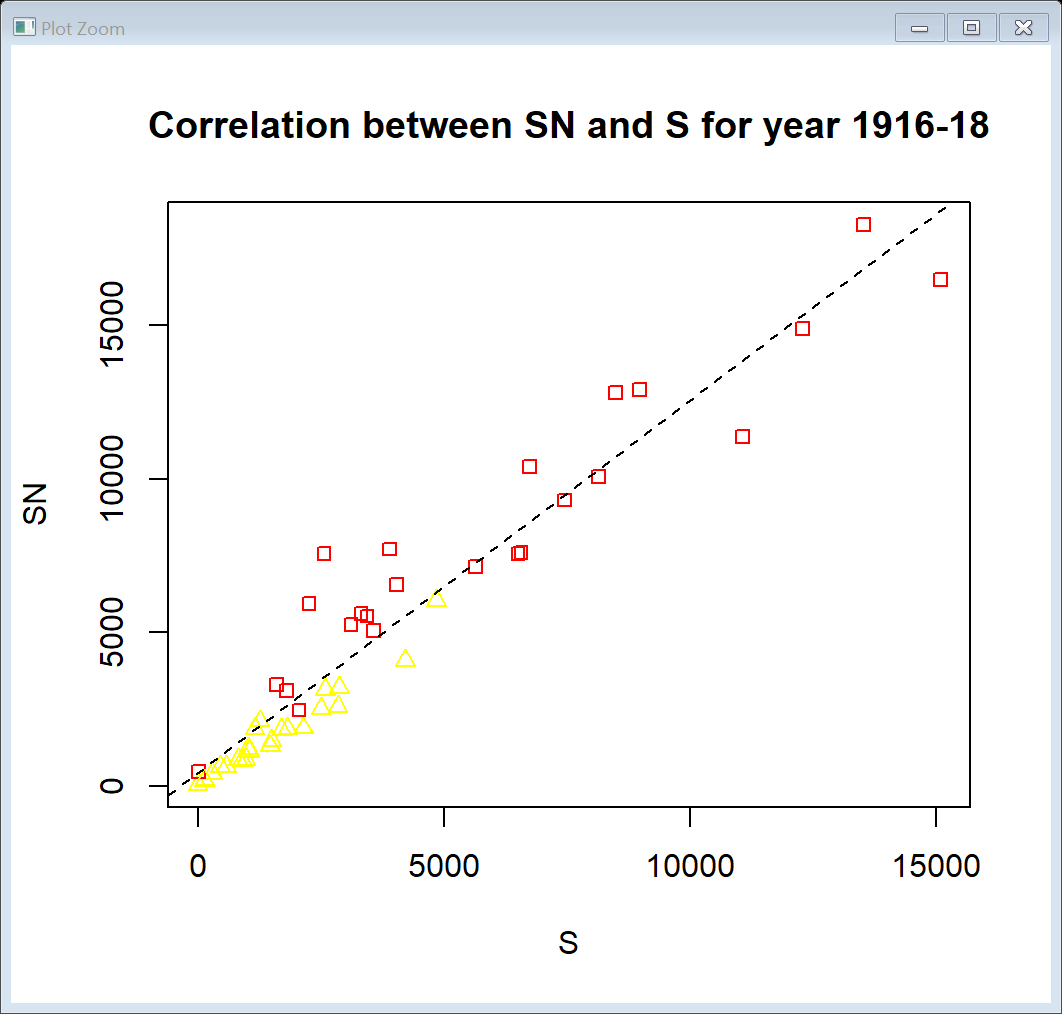 Plot Zoom
Correlation between SN and S for year 1916-18
15000
10000
SN
5000
0
0 5000 10000 15000
S